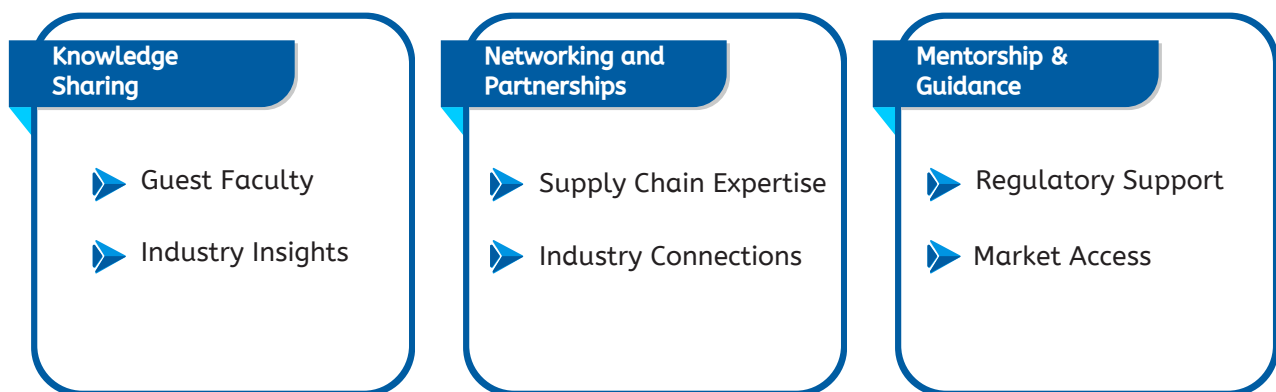 Knowledge
Sharing
Guest Faculty
Industry Insights
Networking and
Partnerships
Supply Chain Expertise
Industry Connections
Mentorship &
Guidance
Regulatory Support
Market Access